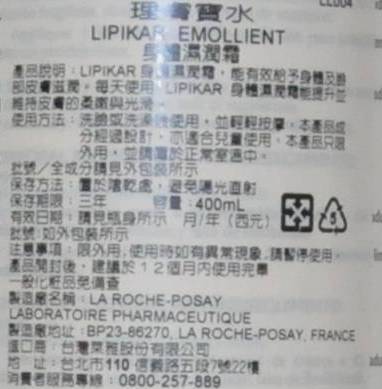 LL004
理膚寶水
LIPIKAR EMOLLIENT
身體濕潤霜
產品說明：LIPIKAR 身體濕潤霜，能有效給予身體及臉
部皮膚滋潤。每天使用 LIPIKAR 身體濕潤霜能提升並
維持皮膚的柔嫩與光滑。
使用方法：洗臉或洗澡後使用，並輕輕按摩。本產品成
分經過設計，亦適合兒童使用。本產品只限
外用，並請置於正常室溫中。
批號/全成分請見外包裝所示
保存方法：置於陰乾處，避免陽光直射
保存期限：三年 容量：400mL
有效日期：請見瓶身所示 月/年（西元）
批號：如外包裝所示
注意事項：限外用，使用時如有異常現象，請暫停使用。
產品開封後，建議於12個月內使用完畢
一般化粧品免備查
製造廠名稱：LA ROCHE-POSAY
LABORATOIRE PHARMACEUTIQUE
製造廠地址：BP23-86270, LA ROCHE-POSAY, FRANCE
進口商：台灣萊雅股份有限公司
地 址：台北市110 信義路五段7號22樓
消費者服務專線：0800-257-889